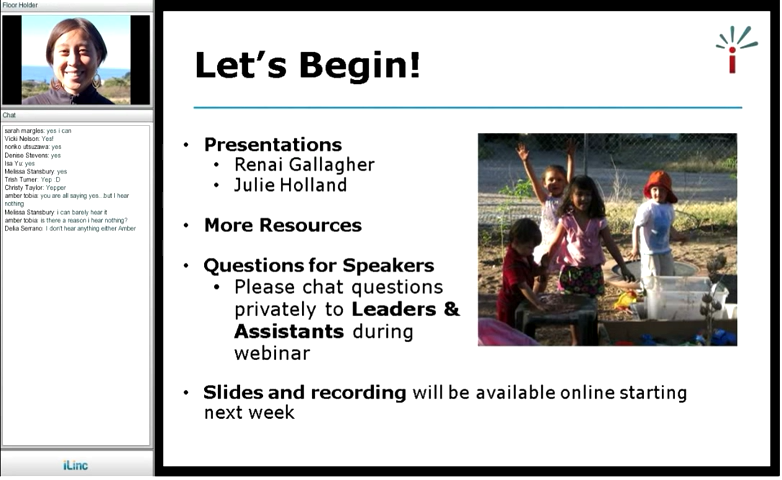 Floor Holder
Chat
sarah margles: yes i can
Vicki Nelson: Yes!
noriko utsuzawa: yes
Denise Stevens: yes
Isa Yu: yes
Melissa Stansbury: yes
Trish Turner: Yep :D
Christy Taylor: Yepper
amber tobia: you are all saying yes...but I hear
nothing
Melissa Stansbury: i can barely hear it
amber tobia: is there a reason i hear nothing?
Delia Serrano: I don't hear anything either Amber
iLinc
Let's Begin!
i
• Presentations
• Renai Gallagher
• Julie Holland
• More Resources
• Questions for Speakers
• Please chat questions
privately to Leaders &
Assistants during
webinar
• Slides and recording will be available online starting
next week